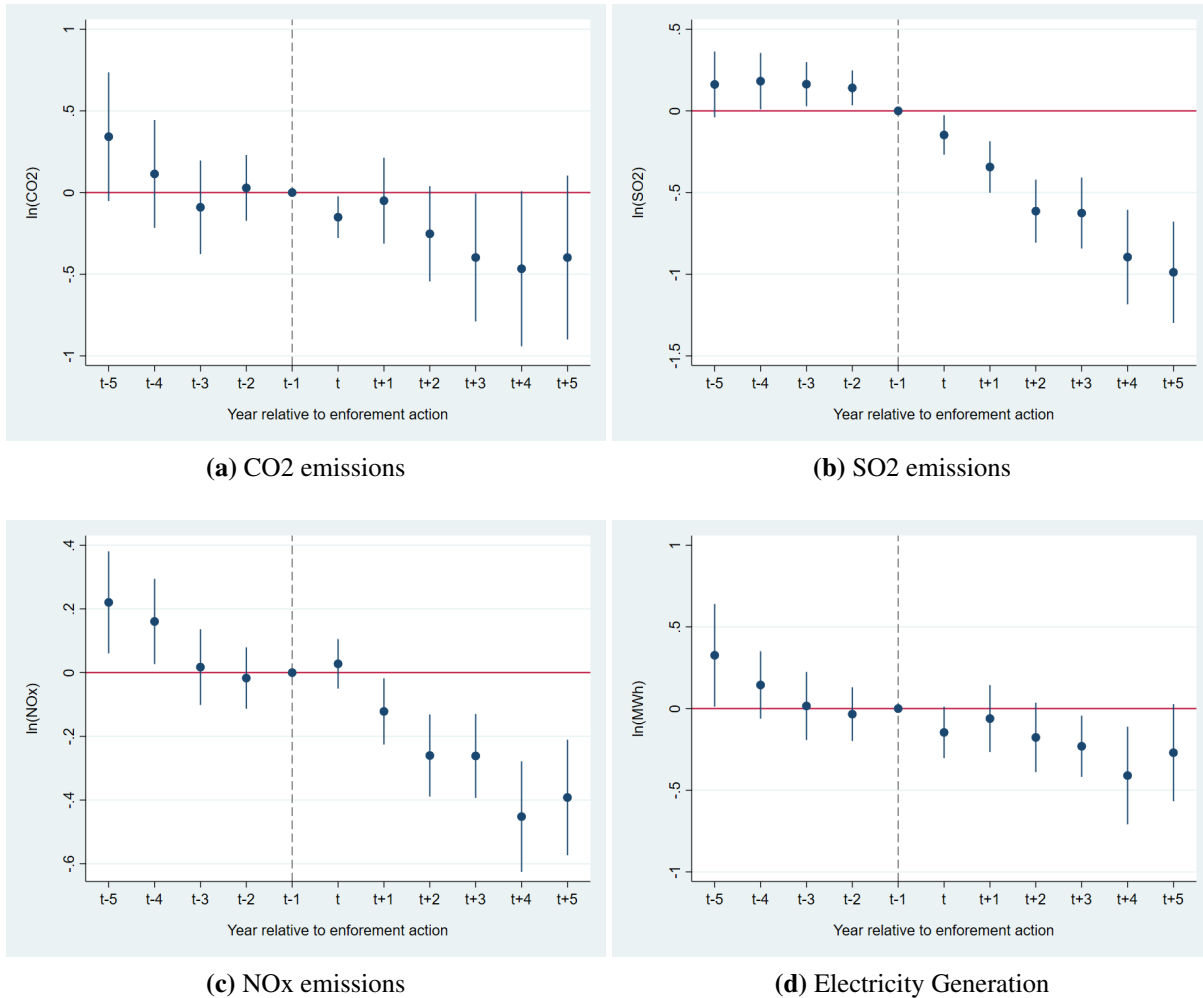 1
.5
0
-.5
-1
ln(CO2)
t-5 t-4 t-3 t-2 t-1 t t+1 t+2 t+3 t+4 t+5
Year relative to enforement action
(a) CO2 emissions
.5
0
-.5
-1
-1.5
ln(SO2)
t-5 t-4 t-3 t-2 t-1 t t+1 t+2 t+3 t+4 t+5
Year relative to enforement action
(b) SO2 emissions
.4
.2
0
-.2
-.4
-.6
ln(NOx)
t-5 t-4 t-3 t-2 t-1 t t+1 t+2 t+3 t+4 t+5
Year relative to enforement action
(c) NOx emissions
1
.5
0
-.5
-1
ln(MWh)
t-5 t-4 t-3 t-2 t-1 t t+1 t+2 t+3 t+4 t+5
Year relative to enforement action
(d) Electricity Generation